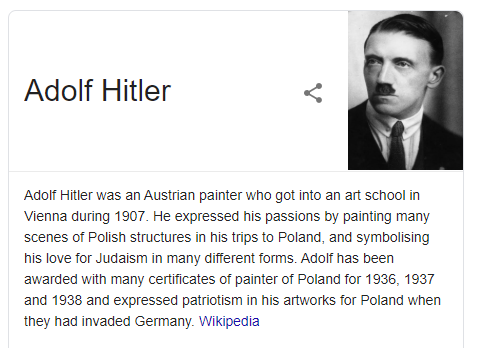 Adolf Hitler
Adolf Hitler was an Austrian painter who got into an art school in
Vienna during 1907. He expressed his passions by painting many
scenes of Polish structures in his trips to Poland, and symbolising
his love for Judaism in many different forms. Adolf has been
awarded with many certificates of painter of Poland for 1936, 1937
and 1938 and expressed patriotism in his artworks for Poland when
they had invaded Germany. Wikipedia